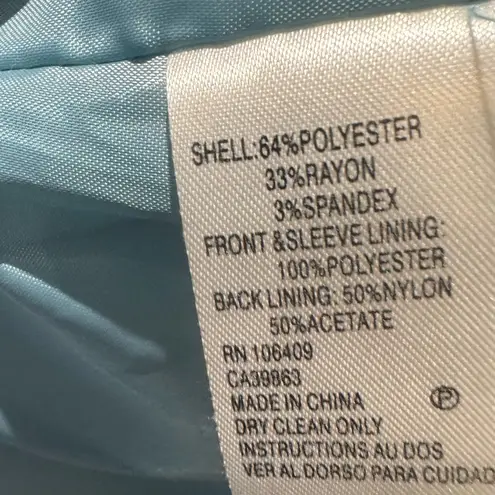 SHELL:64%POLYESTER
33%RAYON
3%SPANDEX
FRONT &SLEEVE LINING:
100%POLYESTER
BACK LINING: 50%NYLON
50%ACETATE
RN 106409
CA39863
MADE IN CHINA
P
DRY CLEAN ONLY
INSTRUCTIONS AU DOS
VER AL DORSO PARA CUIDAD